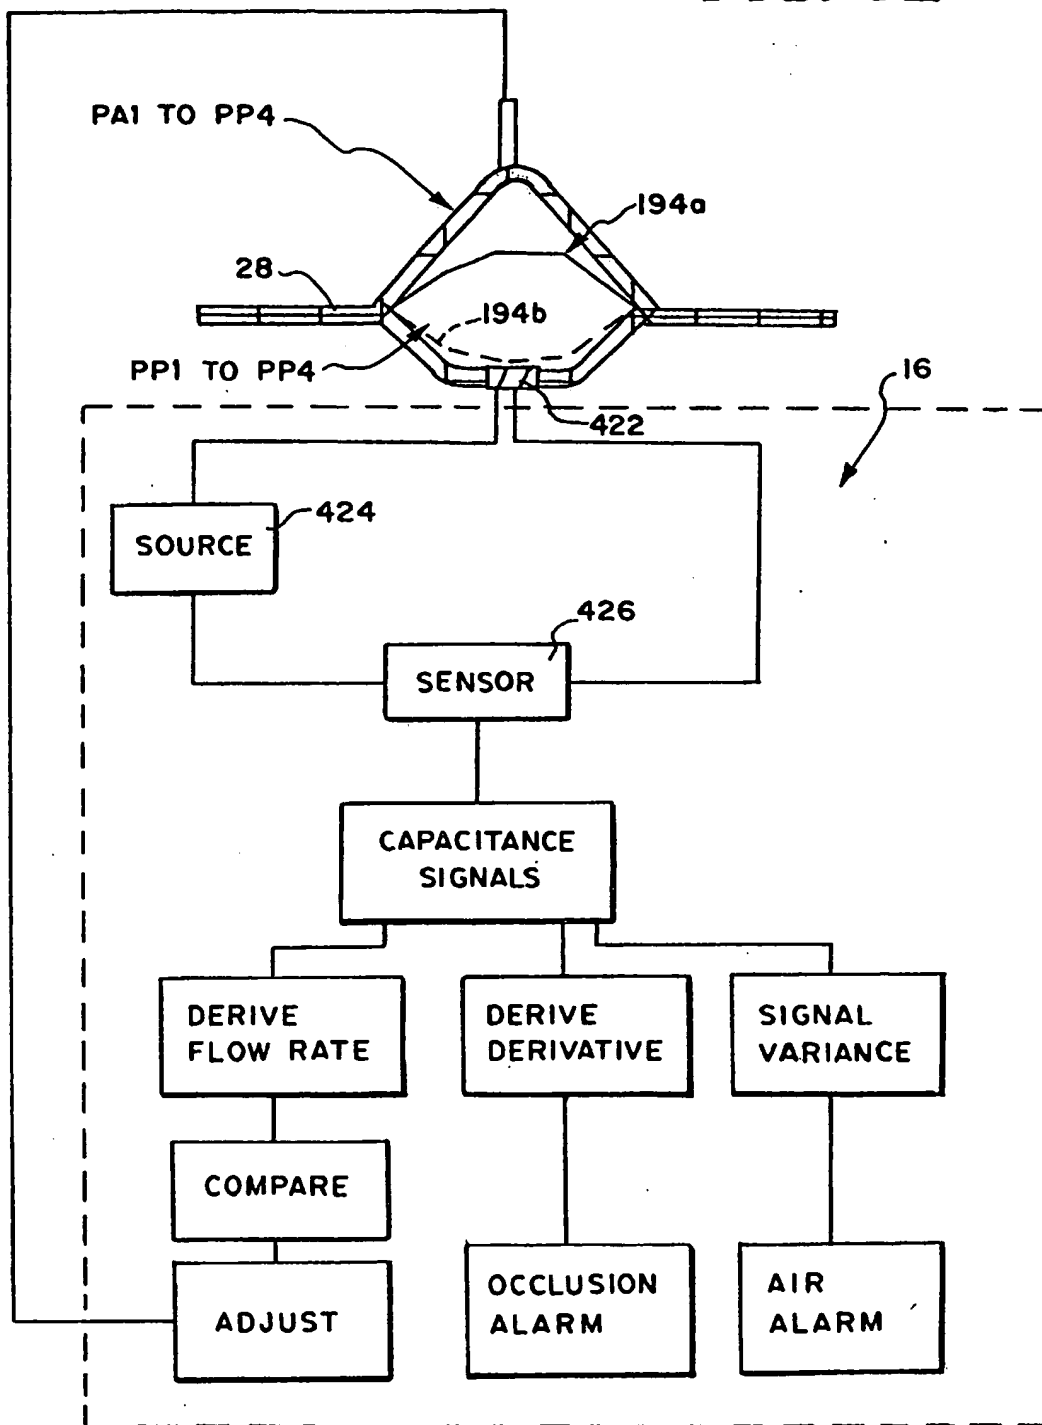 PA1 TO PP4
194a
28
194b
PP1 TO PP4
16
422
424
SOURCE
426
SENSOR
CAPACITANCE
SIGNALS
DERIVE
FLOW RATE
DERIVE
DERIVATIVE
SIGNAL
VARIANCE
COMPARE
ADJUST
OCCLUSION
ALARM
AIR
ALARM